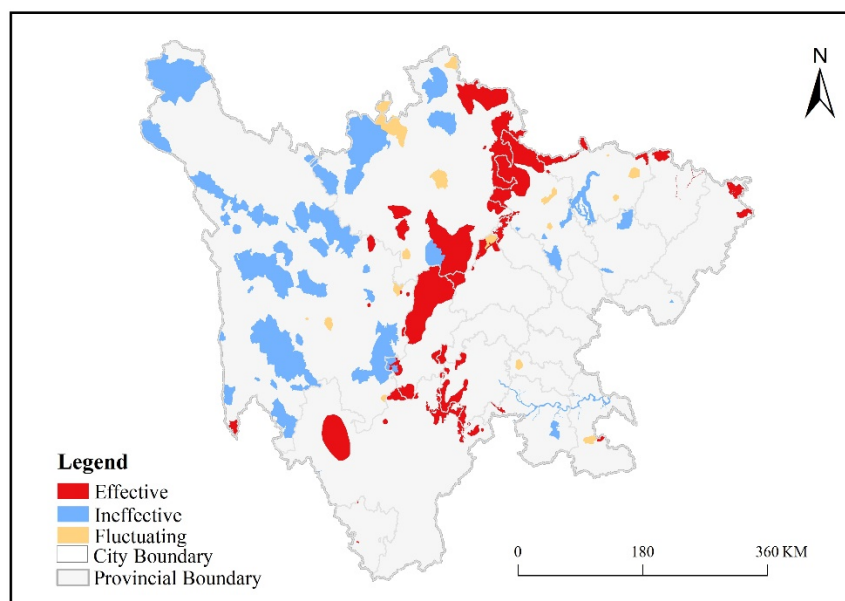 N
Legend
Effective
Ineffective
Fluctuating
City Boundary
Provincial Boundary
0 180 360 KM